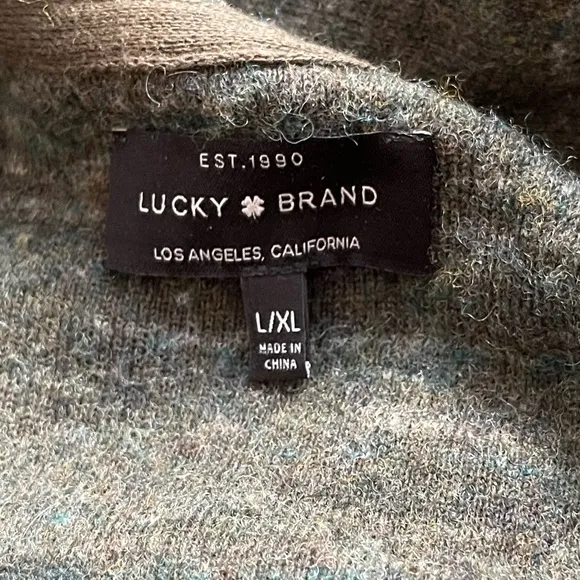 EST.1990
LUCKY BRAND
LOS ANGELES, CALIFORNIA
L/XL
MADE IN
CHINA